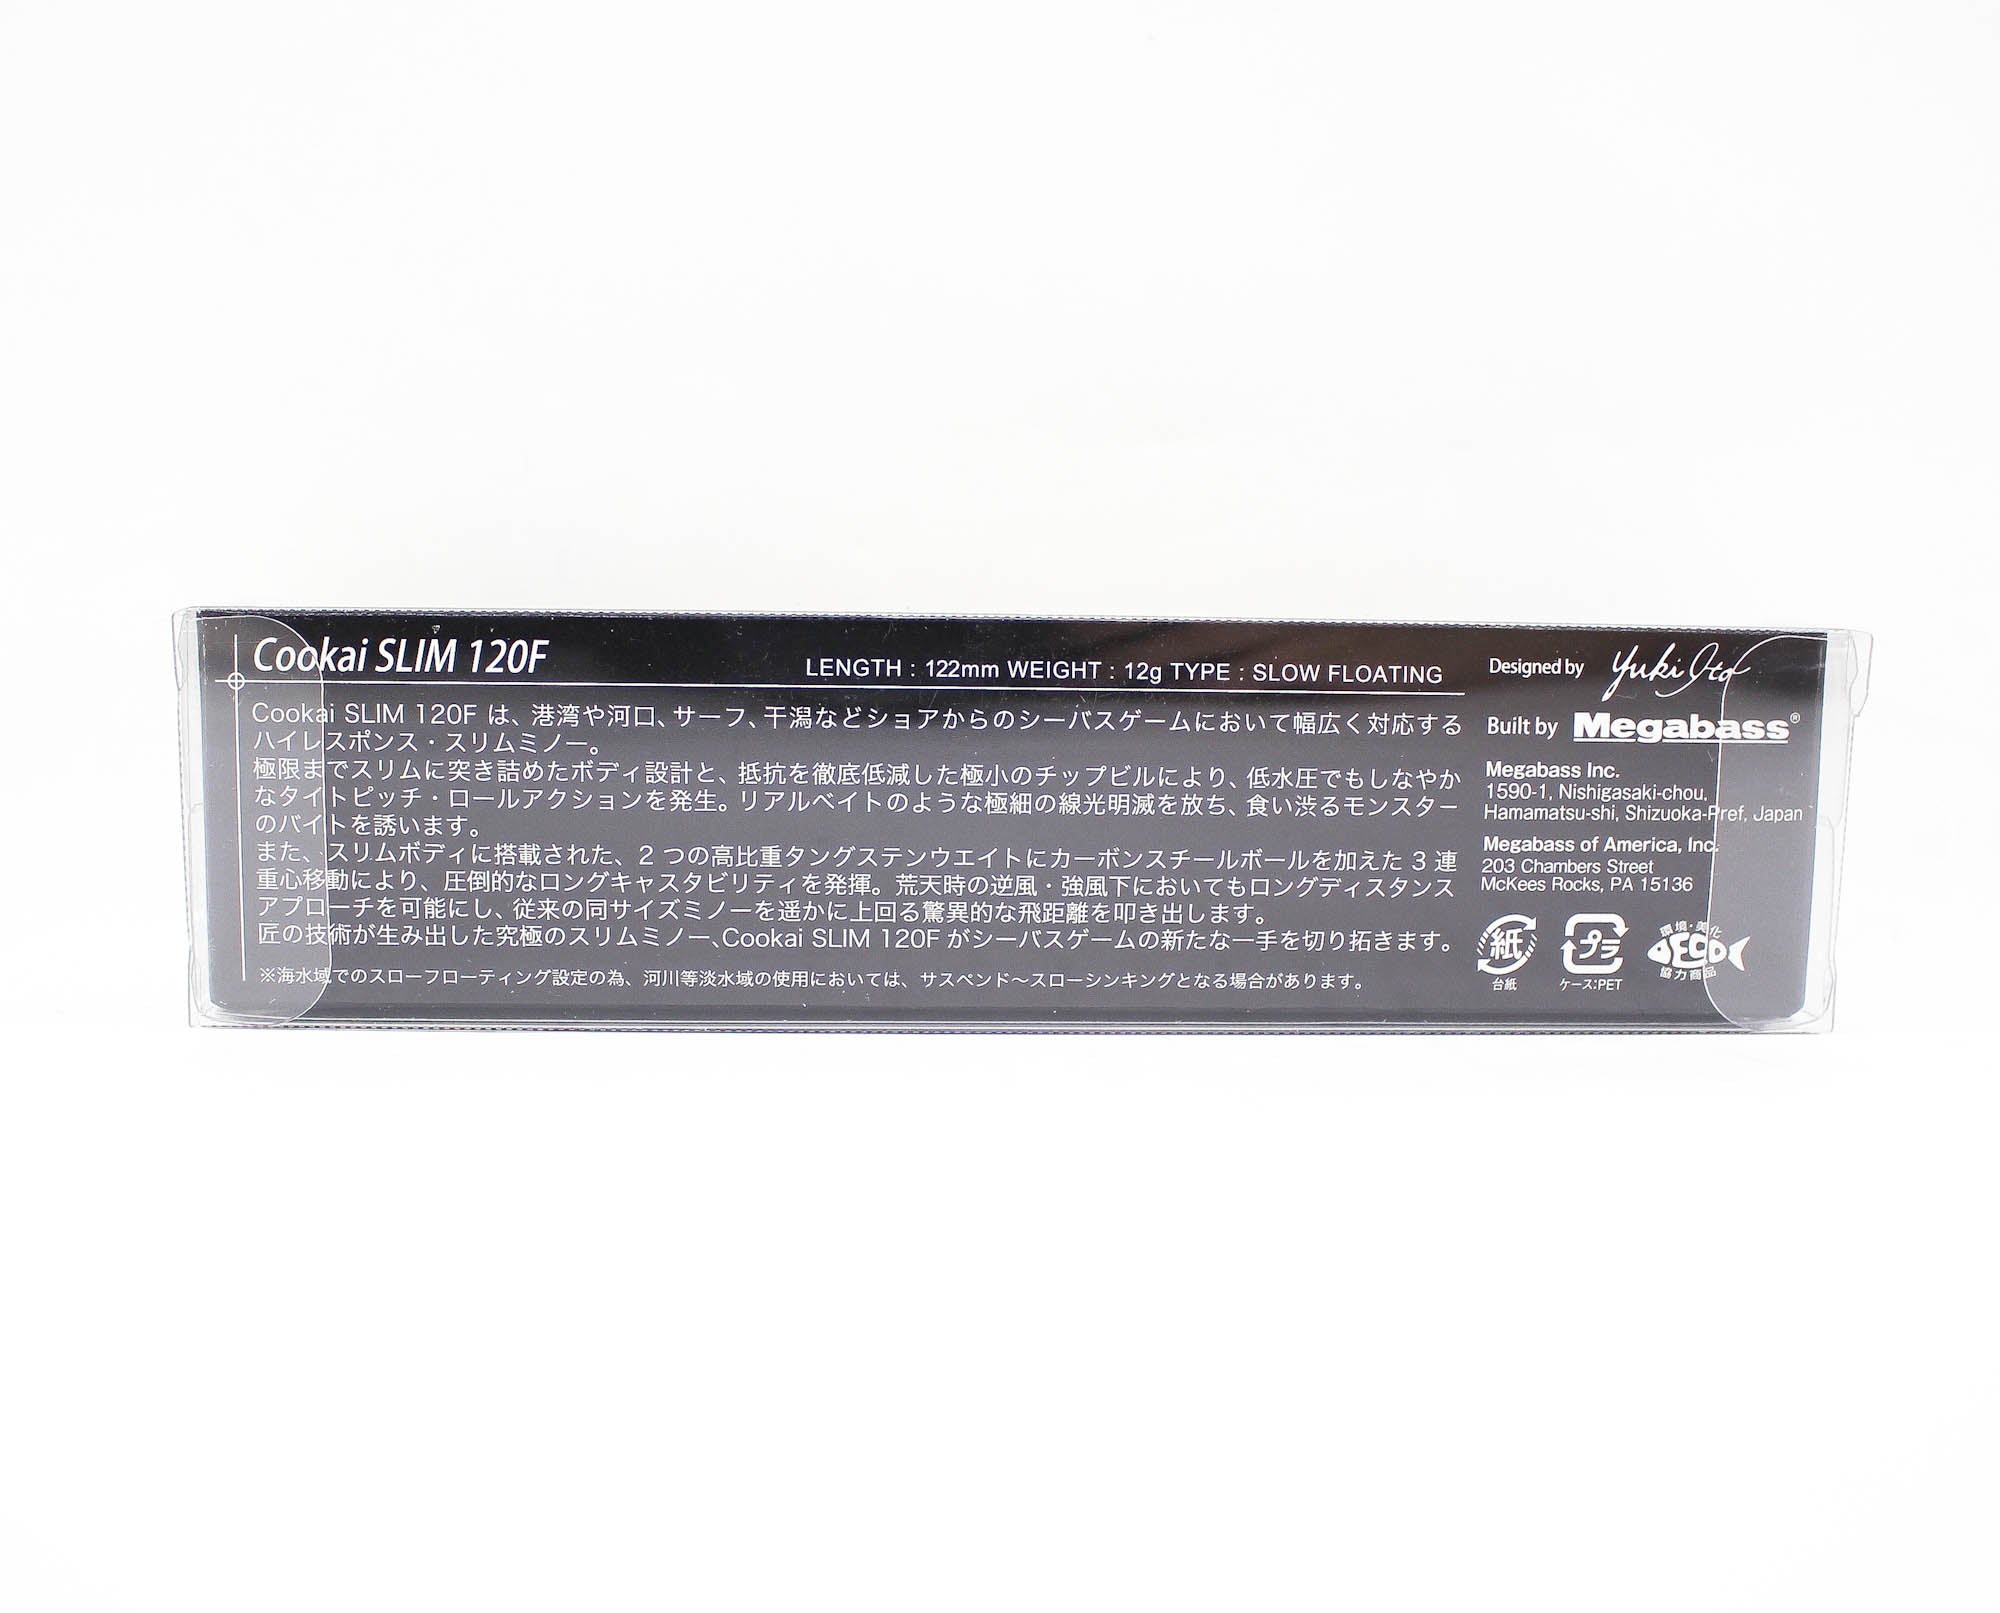 Cookai SLIM 120F
LENGTH : 122mm WEIGHT : 12g TYPE : SLOW FLOATING
Cookai SLIM 120F は、港湾や河口、サーフ、干潟などショアからのシーバスゲームにおいて幅広く対応する
ハイレスポンス・スリムミノー。
極限までスリムに突き詰めたボディ設計と、抵抗を徹底低減した極小のチップビルにより、低水圧でもしなやか
なタイトピッチ・ロールアクションを発生。リアルベイトのような極細の線光明滅を放ち、食い渋るモンスター
のバイトを誘います。
また、スリムボディに搭載された、2 つの高比重タングステンウエイトにカーボンスチールボールを加えた 3 連
重心移動により、圧倒的なロングキャスタビリティを発揮。荒天時の逆風・強風下においてもロングディスタンス
アプローチを可能にし、従来の同サイズミノーを遥かに上回る驚異的な飛距離を叩き出します。
匠の技術が生み出した究極のスリムミノー、Cookai SLIM 120F がシーバスゲームの新たな一手を切り拓きます。
※海水域でのスローフローティング設定の為、河川等淡水域の使用においては、サスペンド〜スローシンキングとなる場合があります。
Designed by Yuki Ito
Built by Megabass®
Megabass Inc.
1590-1, Nishigasaki-chou,
Hamamatsu-shi, Shizuoka-Pref, Japan
Megabass of America, Inc.
203 Chambers Street
McKees Rocks, PA 15136
紙
台紙
プラ
ケース:PET
環境・美化
ECO
協力商品